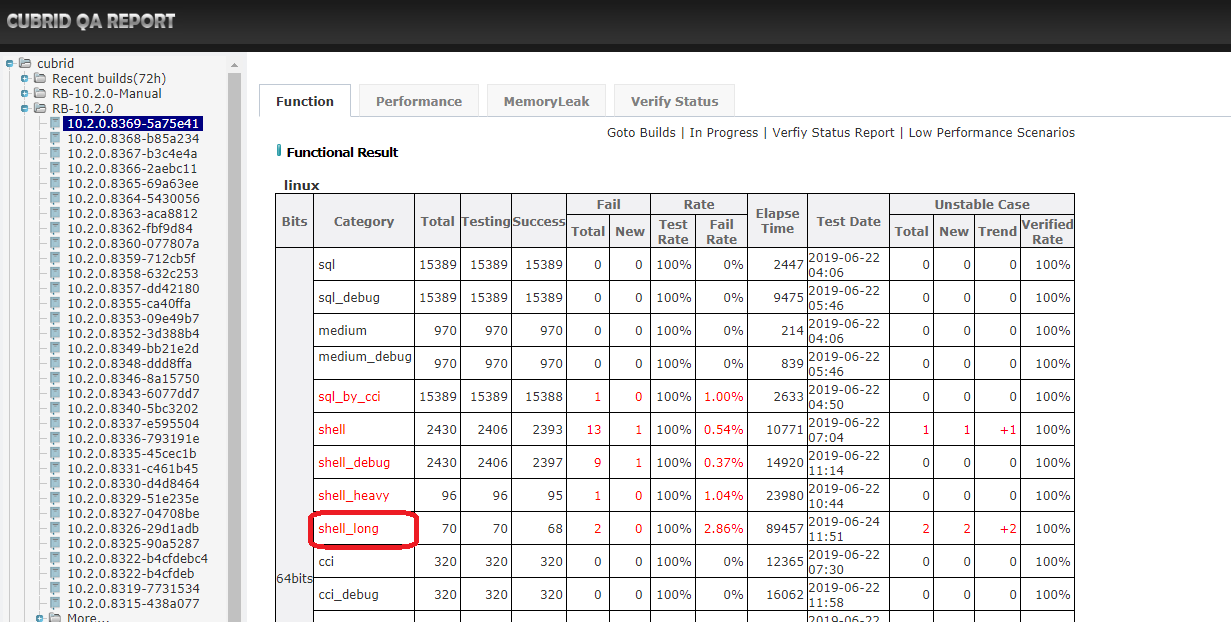 CUBRID QA REPORT
cubrid
Recent builds(72h)
RB-10.2.0-Manual
RB-10.2.0
10.2.0.8369-5a75e41
10.2.0.8368-b85a234
10.2.0.8367-b3c4e4a
10.2.0.8366-2aebc11
10.2.0.8365-69a63ee
10.2.0.8364-5430056
10.2.0.8363-aca8812
10.2.0.8362-fbf9d84
10.2.0.8360-077807a
10.2.0.8359-712cb5f
10.2.0.8358-632c253
10.2.0.8357-dd42180
10.2.0.8355-ca40ffa
10.2.0.8353-09e49b7
10.2.0.8352-3d388b4
10.2.0.8349-bb21e2d
10.2.0.8348-ddd8ffa
10.2.0.8346-8a15750
10.2.0.8343-6077dd7
10.2.0.8340-5bc3202
10.2.0.8337-e595504
10.2.0.8336-793191e
10.2.0.8335-45cec1b
10.2.0.8331-c461b45
10.2.0.8330-d4d8464
10.2.0.8329-51e235e
10.2.0.8327-04708be
10.2.0.8326-29d1adb
10.2.0.8325-90a5287
10.2.0.8322-b4cfdebc4
10.2.0.8322-b4cfdeb
10.2.0.8319-7731534
10.2.0.8315-438a077
More...
Function Performance MemoryLeak Verify Status
Goto Builds | In Progress | Verfiy Status Report | Low Performance Scenarios
Functional Result
linux
Bits Category Total Testing Success Fail Rate Elapse Time Test Date Unstable Case
Total New Test Rate Fail Rate Total New Trend Verified Rate
sql 15389 15389 15389 0 0 100% 0% 2447 2019-06-22 04:06 0 0 0 100%
sql_debug 15389 15389 15389 0 0 100% 0% 9475 2019-06-22 05:46 0 0 0 100%
medium 970 970 970 0 0 100% 0% 214 2019-06-22 04:06 0 0 0 100%
medium_debug 970 970 970 0 0 100% 0% 839 2019-06-22 05:46 0 0 0 100%
sql_by_cci 15389 15389 15388 1 0 100% 1.00% 2633 2019-06-22 04:50 0 0 0 100%
shell 2430 2406 2393 13 1 100% 0.54% 10771 2019-06-22 07:04 1 1 +1 100%
shell_debug 2430 2406 2397 9 1 100% 0.37% 14920 2019-06-22 11:14 0 0 0 100%
shell_heavy 96 96 95 1 0 100% 1.04% 23980 2019-06-22 10:44 0 0 0 100%
shell_long 70 70 68 2 0 100% 2.86% 89457 2019-06-24 11:51 2 2 +2 100%
cci 320 320 320 0 0 100% 0% 12365 2019-06-22 07:30 0 0 0 100%
64bits
cci_debug 320 320 320 0 0 100% 0% 16062 2019-06-22 11:58 0 0 0 100%
2019-06-22